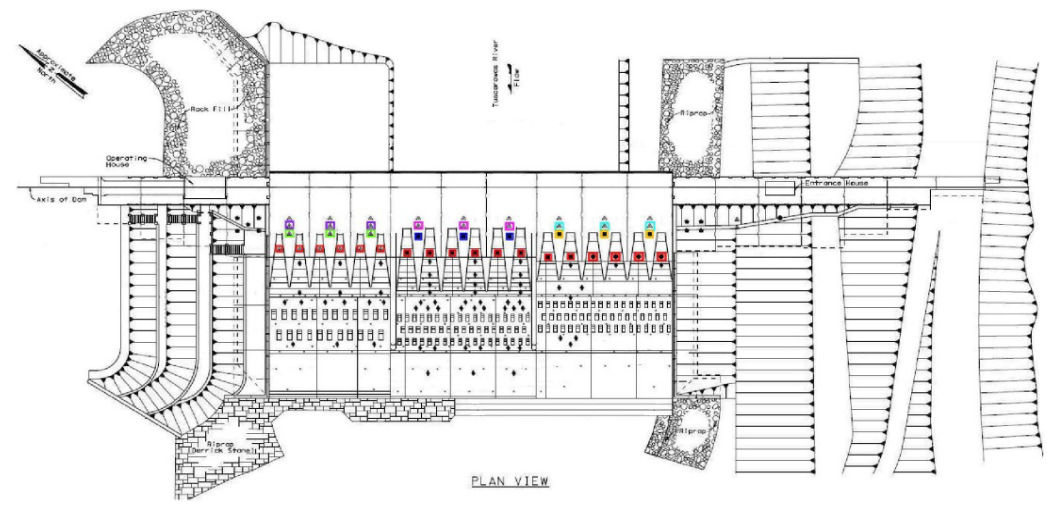 Approximate
North
Tuscarawas River
Flow
Rock Fill
Riprap
Operating
House
Entrance House
Axis of Dam
Riprap
(Derrick Stone)
Riprap
PLAN VIEW